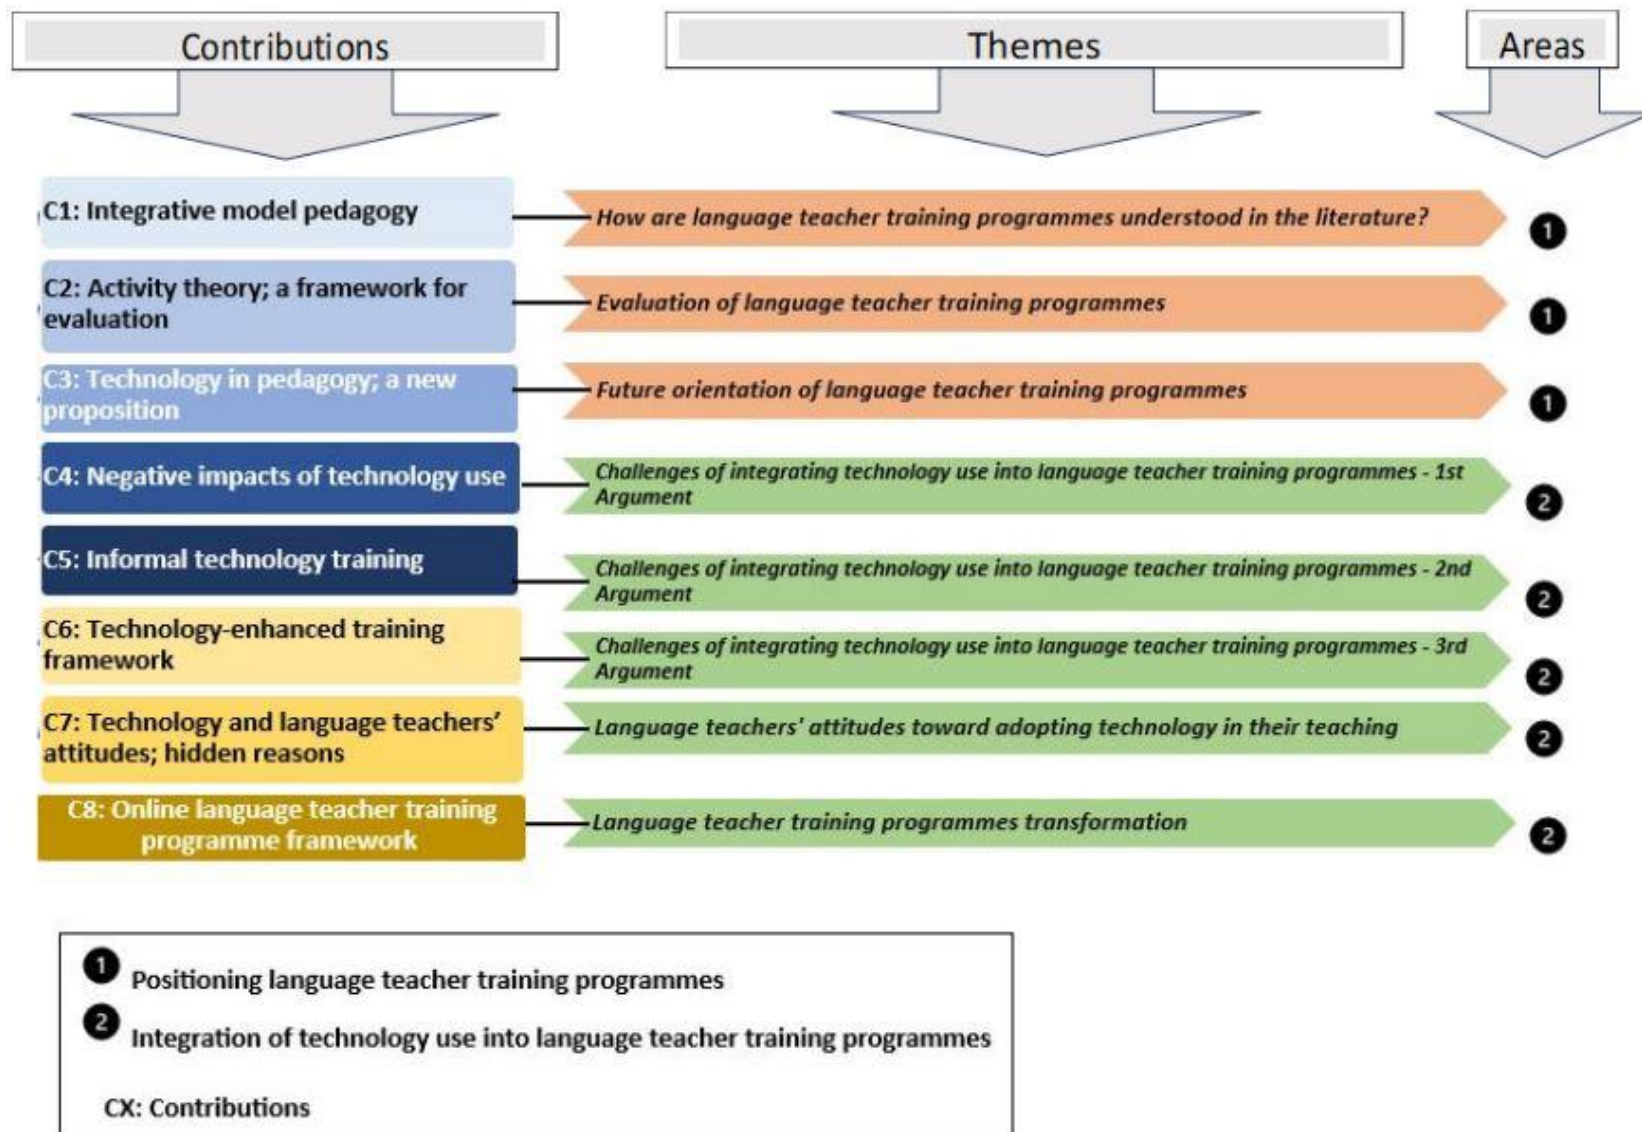 Contributions
Themes
Areas
C1: Integrative model pedagogy
How are language teacher training programmes understood in the literature?
1
C2: Activity theory; a framework for
evaluation
Evaluation of language teacher training programmes
1
C3: Technology in pedagogy; a new
proposition
Future orientation of language teacher training programmes
1
C4: Negative impacts of technology use
Challenges of integrating technology use into language teacher training programmes - 1st
Argument
2
C5: Informal technology training
Challenges of integrating technology use into language teacher training programmes - 2nd
Argument
2
C6: Technology-enhanced training
framework
Challenges of integrating technology use into language teacher training programmes - 3rd
Argument
2
C7: Technology and language teachers’
attitudes; hidden reasons
Language teachers' attitudes toward adopting technology in their teaching
2
C8: Online language teacher training
programme framework
Language teacher training programmes transformation
2
1 Positioning language teacher training programmes
2 Integration of technology use into language teacher training programmes
CX: Contributions